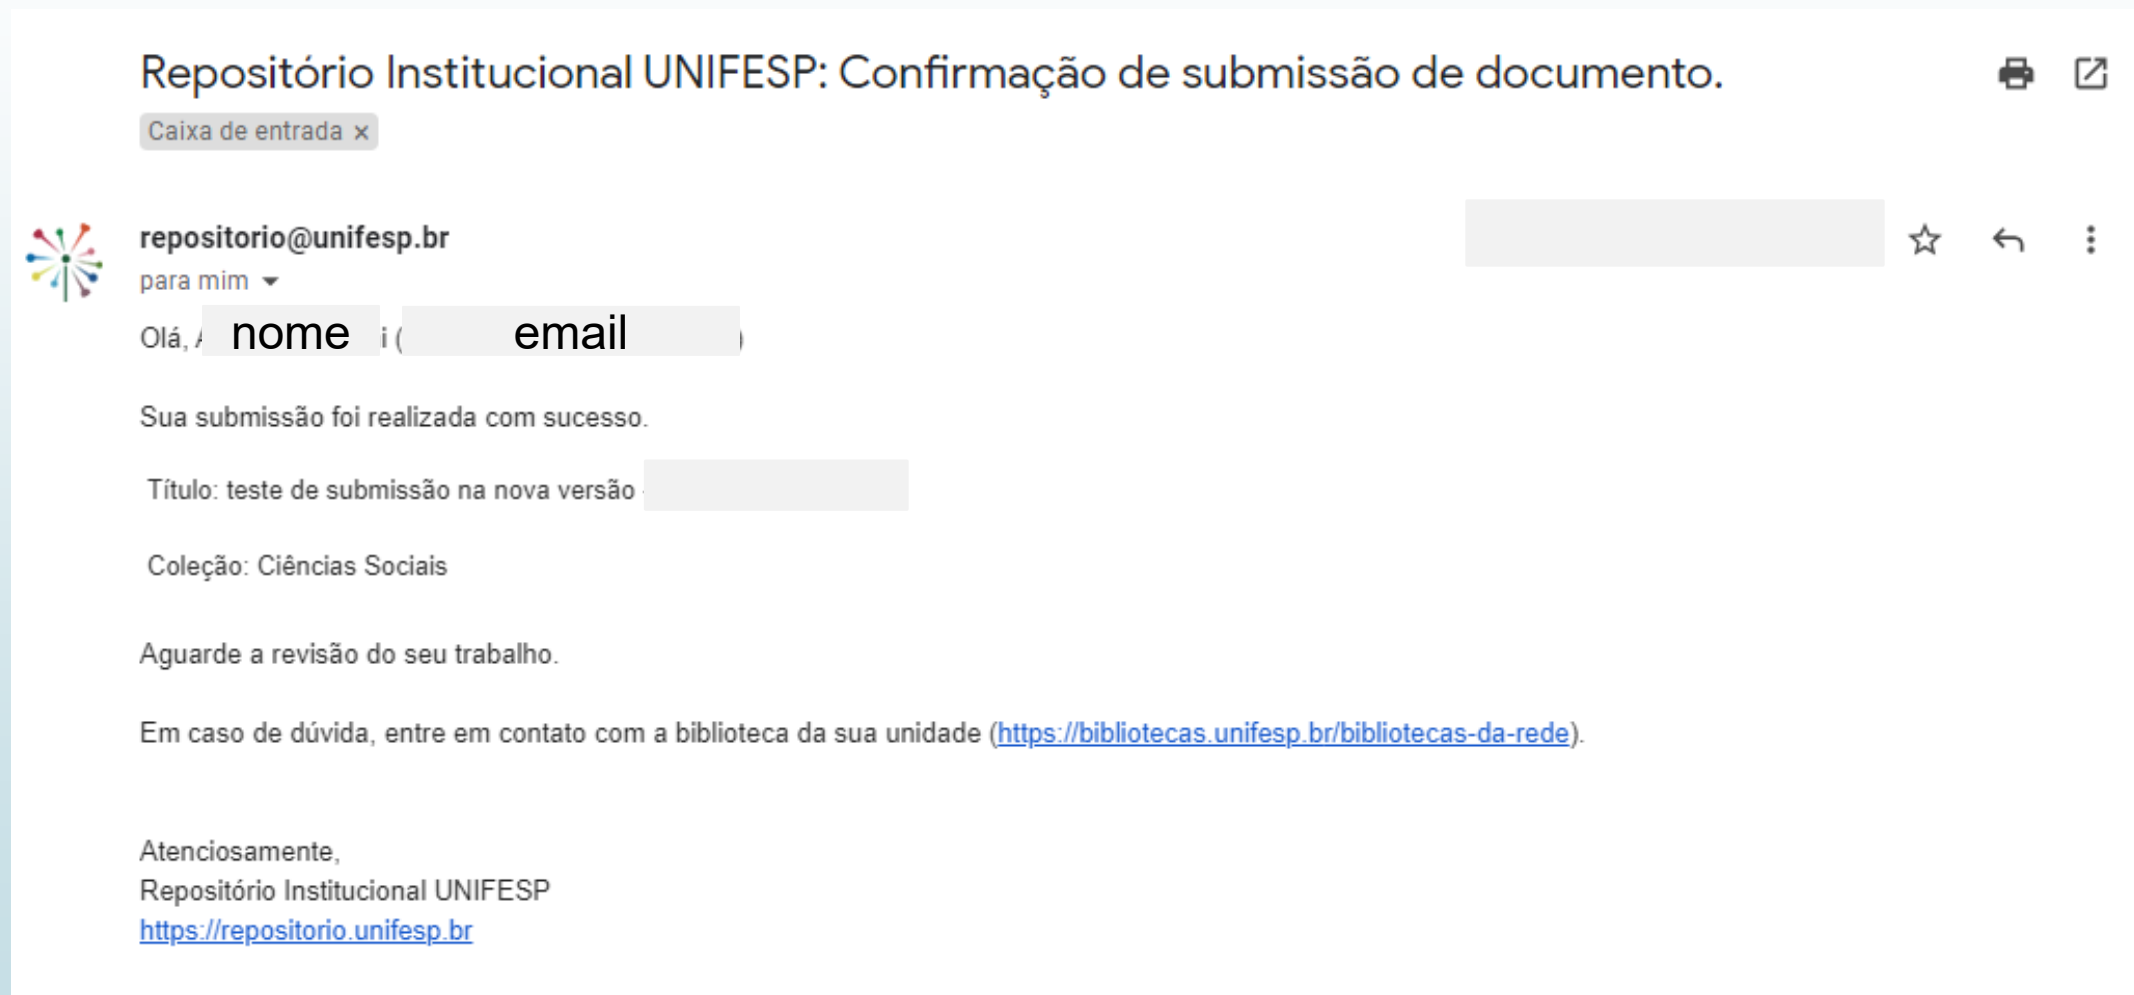 Repositório Institucional UNIFESP: Confirmação de submissão de documento.
Caixa de entrada ×
repositorio@unifesp.br
para mim
Olá, nome i ( email )
Sua submissão foi realizada com sucesso.
Título: teste de submissão na nova versão
Coleção: Ciências Sociais
Aguarde a revisão do seu trabalho.
Em caso de dúvida, entre em contato com a biblioteca da sua unidade (https://bibliotecas.unifesp.br/bibliotecas-da-rede).
Atenciosamente,
Repositório Institucional UNIFESP
https://repositorio.unifesp.br